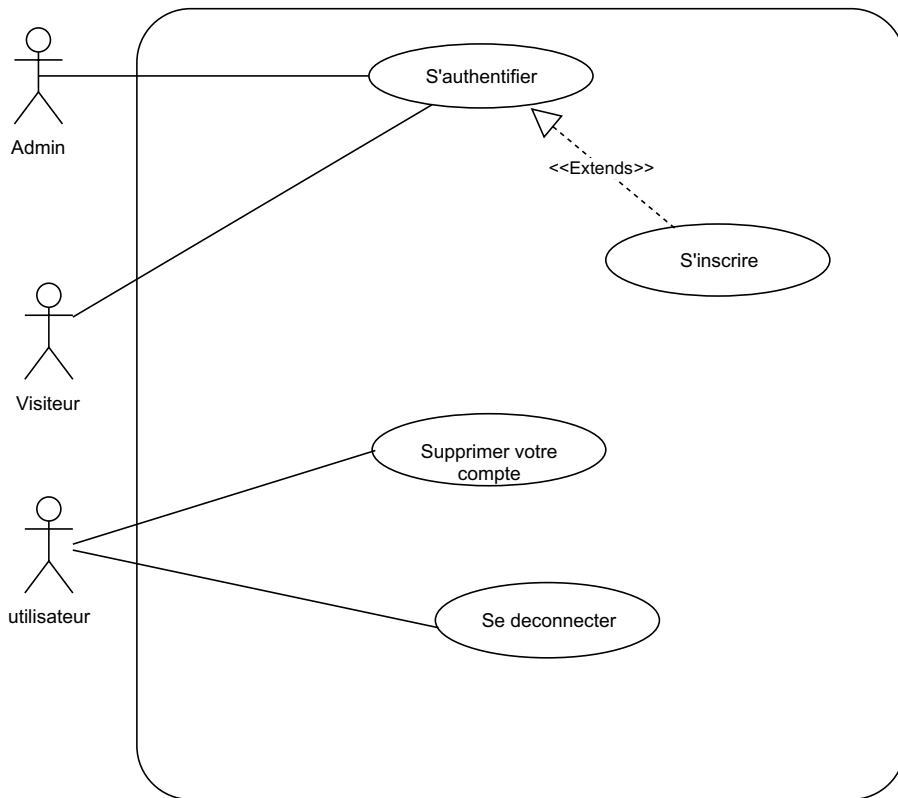 S'authentifier
Admin
<<Extends>>
S'inscrire
Visiteur
Supprimer votre
compte
utilisateur
Se deconnecter